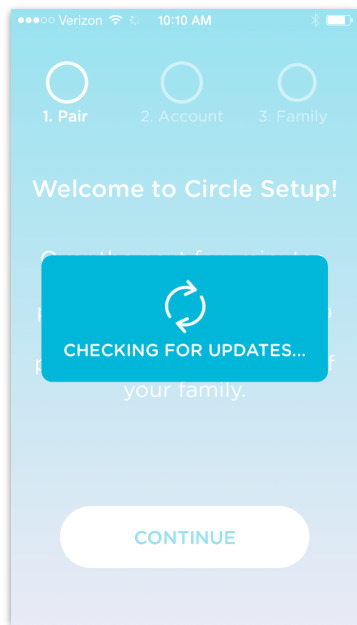 Verizon 10:10 AM
1. Pair 2. Account 3. Family
Welcome to Circle Setup!
CHECKING FOR UPDATES...
your family.
CONTINUE